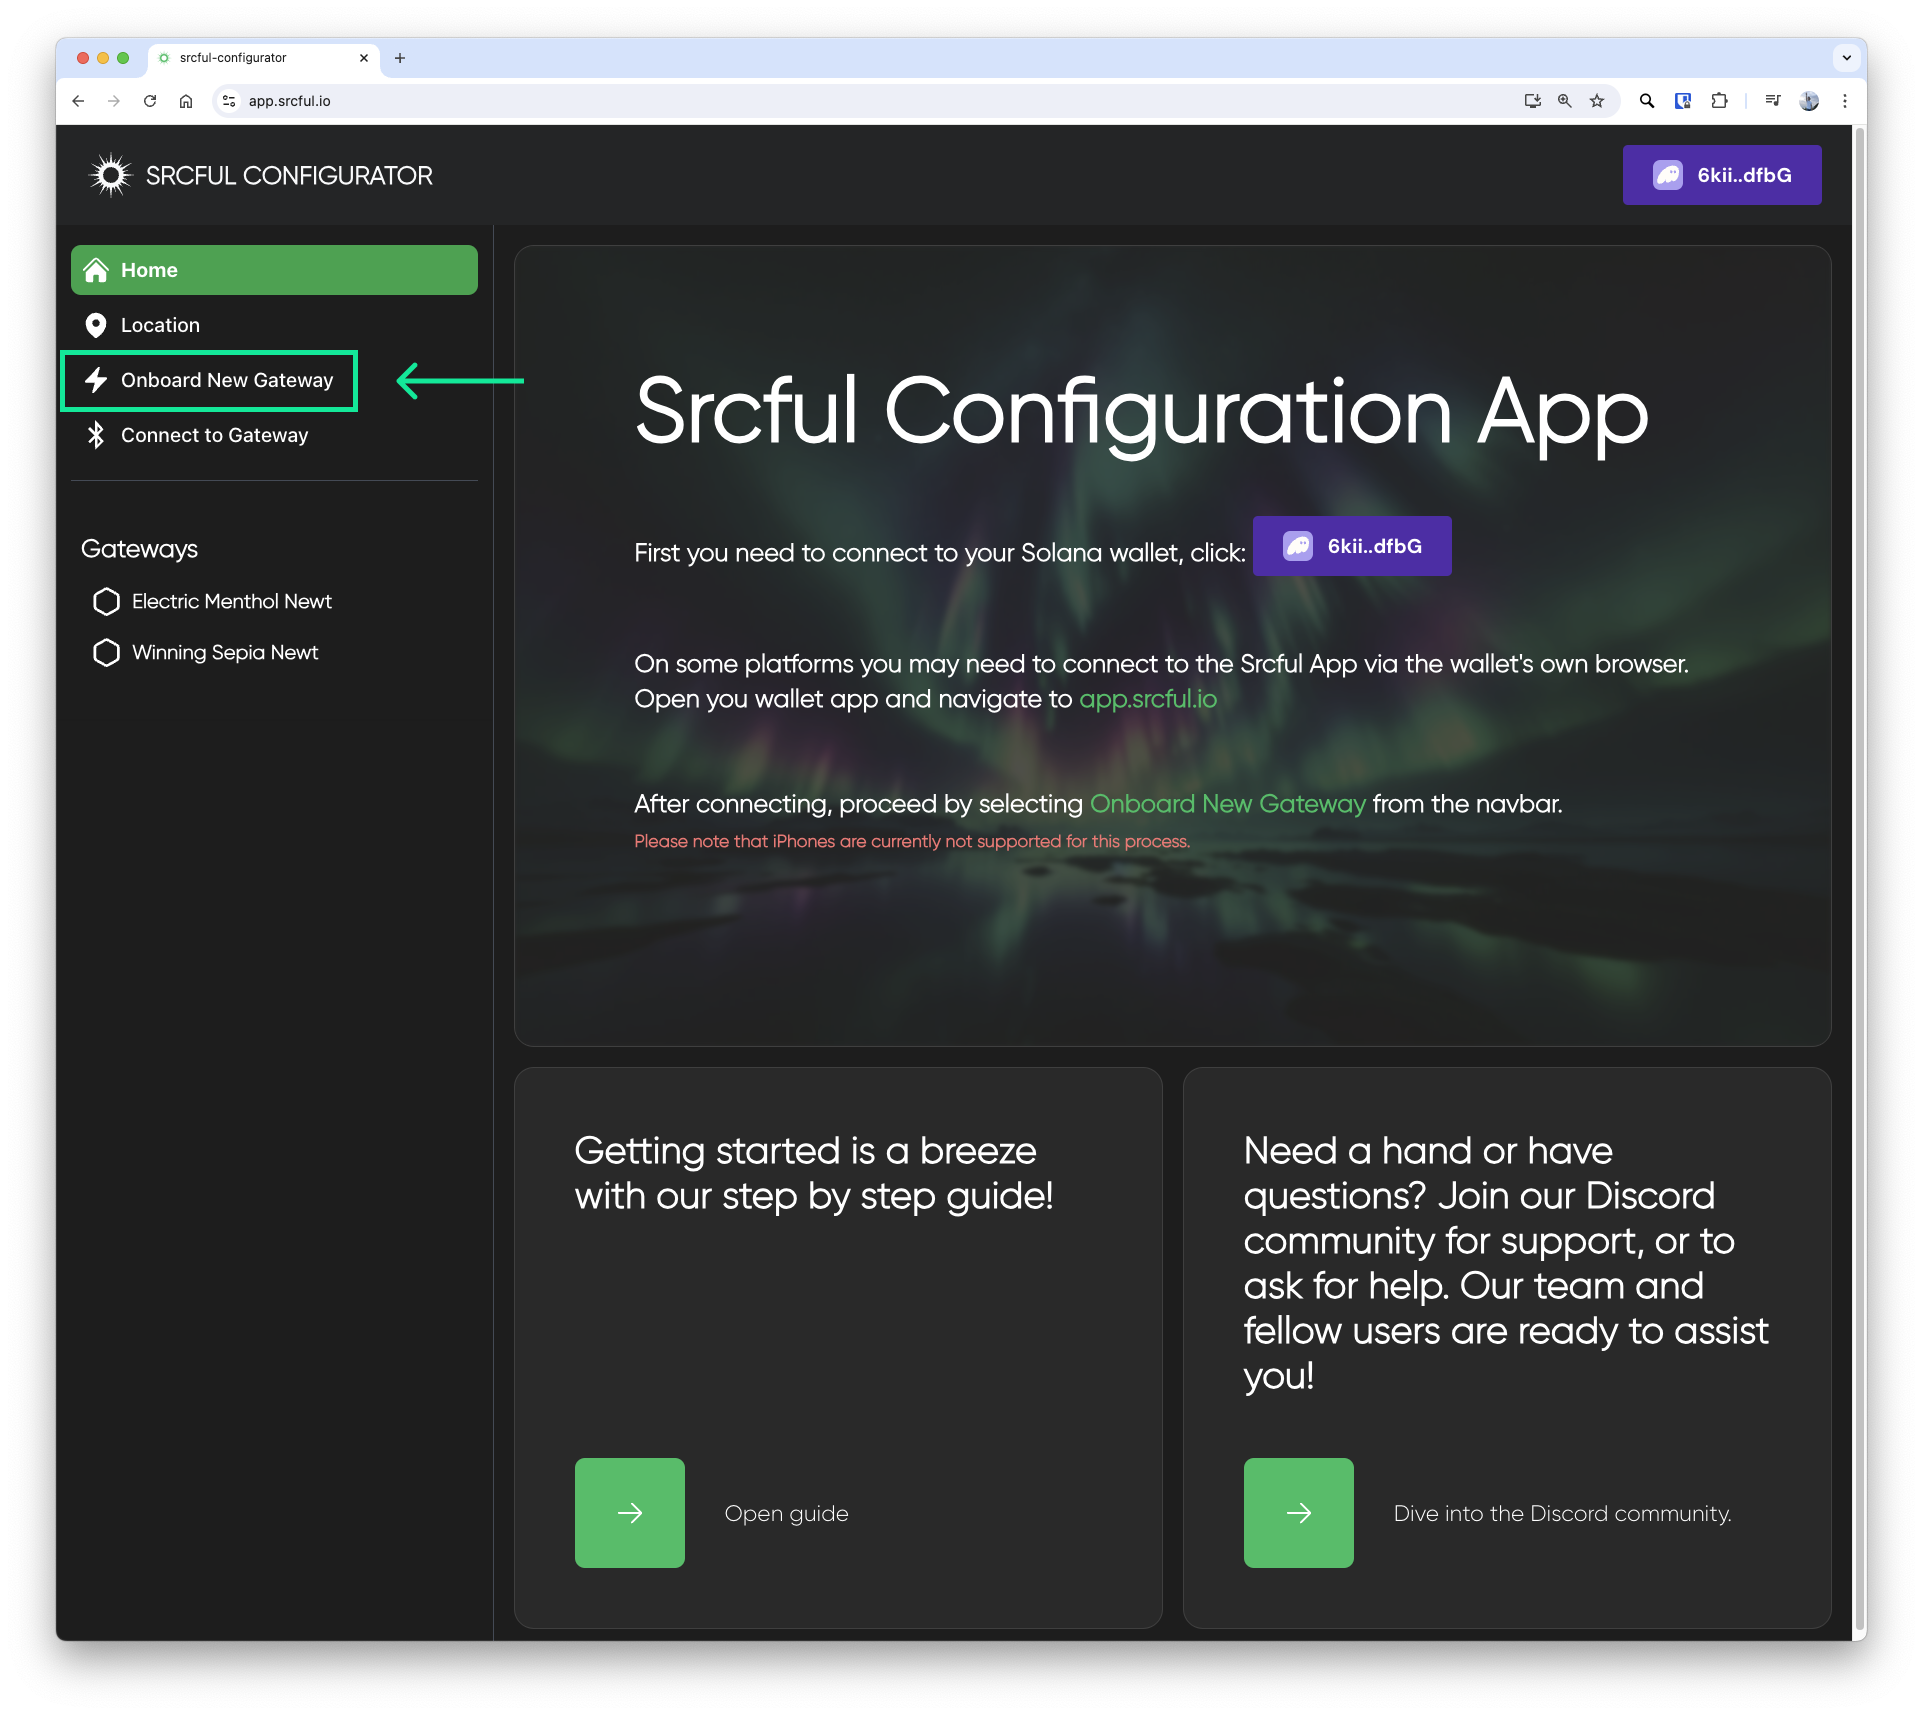 srcful-configurator
app.srcful.io
SRCFUL CONFIGURATOR
6kii..dfbG
Home
Location
Onboard New Gateway
Connect to Gateway
Gateways
Electric Menthol Newt
Winning Sepia Newt
Srcful Configuration App
First you need to connect to your Solana wallet, click: 6kii..dfbG
On some platforms you may need to connect to the Srcful App via the wallet's own browser.
Open you wallet app and navigate to app.srcful.io
After connecting, proceed by selecting Onboard New Gateway from the navbar.
Please note that iPhones are currently not supported for this process.
Getting started is a breeze
with our step by step guide!
Open guide
Need a hand or have
questions? Join our Discord
community for support, or to
ask for help. Our team and
fellow users are ready to assist
you!
Dive into the Discord community.